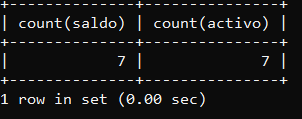 +--------------+---------------+
| count(saldo) | count(activo) |
+--------------+---------------+
|            7 |             7 |
+--------------+---------------+
1 row in set (0.00 sec)